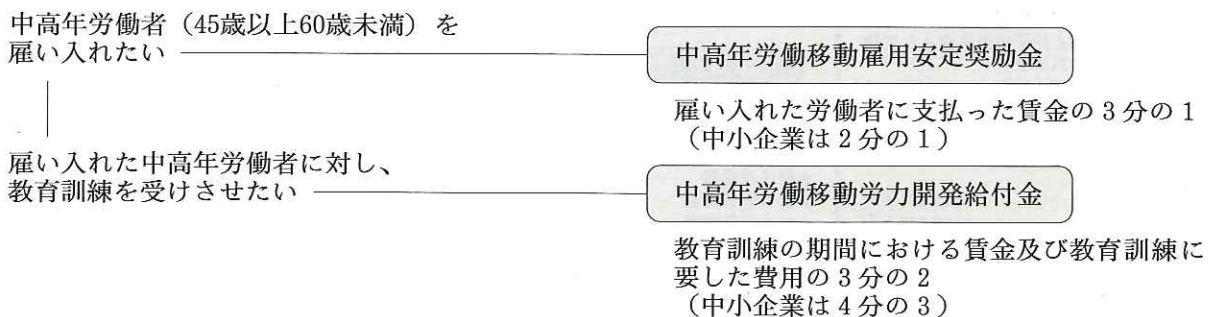 中高年労働者（45歳以上60歳未満）を
雇い入れたい
中高年労働移動雇用安定奨励金
雇い入れた労働者に支払った賃金の３分の１
（中小企業は２分の１）
雇い入れた中高年労働者に対し、
教育訓練を受けさせたい
中高年労働移動労力開発給付金
教育訓練の期間における賃金及び教育訓練に
要した費用の３分の２
（中小企業は４分の３）